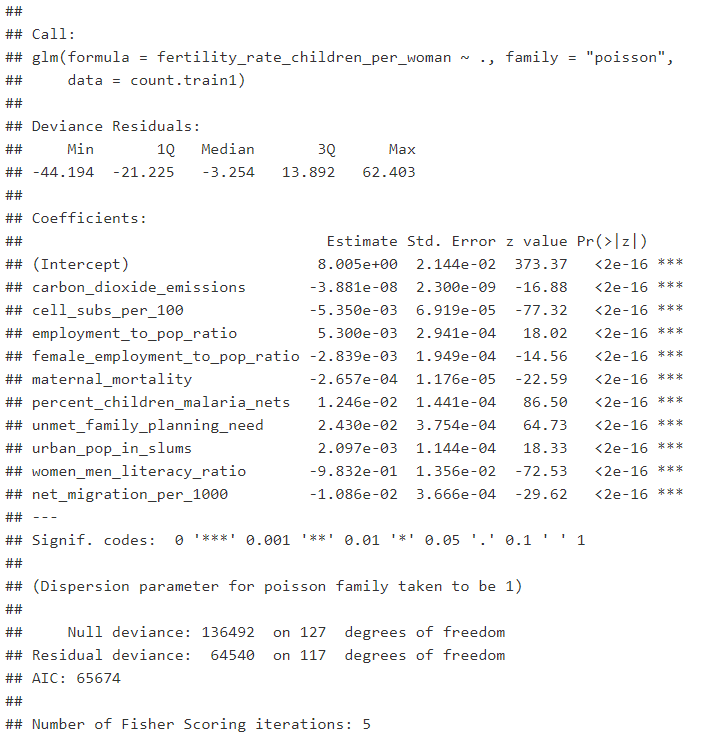 ##
## Call:
## glm(formula = fertility_rate_children_per_woman ~ ., family = "poisson",
##     data = count.train1)
##
## Deviance Residuals:
##     Min       1Q   Median       3Q      Max
## -44.194  -21.225   -3.254   13.892   62.403
##
## Coefficients:
##                                  Estimate Std. Error z value Pr(>|z|)
## (Intercept)                     8.005e+00  2.144e-02  373.37   <2e-16 ***
## carbon_dioxide_emissions       -3.881e-08  2.300e-09  -16.88   <2e-16 ***
## cell_subs_per_100              -5.350e-03  6.919e-05  -77.32   <2e-16 ***
## employment_to_pop_ratio         5.300e-03  2.941e-04   18.02   <2e-16 ***
## female_employment_to_pop_ratio -2.839e-03  1.949e-04  -14.56   <2e-16 ***
## maternal_mortality             -2.657e-04  1.176e-05  -22.59   <2e-16 ***
## percent_children_malaria_nets   1.246e-02  1.441e-04   86.50   <2e-16 ***
## unmet_family_planning_need      2.430e-02  3.754e-04   64.73   <2e-16 ***
## urban_pop_in_slums              2.097e-03  1.144e-04   18.33   <2e-16 ***
## women_men_literacy_ratio       -9.832e-01  1.356e-02  -72.53   <2e-16 ***
## net_migration_per_1000         -1.086e-02  3.666e-04  -29.62   <2e-16 ***
## ---
## Signif. codes:  0 '***' 0.001 '**' 0.01 '*' 0.05 '.' 0.1 ' ' 1
##
## (Dispersion parameter for poisson family taken to be 1)
##
##     Null deviance: 136492  on 127  degrees of freedom
## Residual deviance:  64540  on 117  degrees of freedom
## AIC: 65674
##
## Number of Fisher Scoring iterations: 5